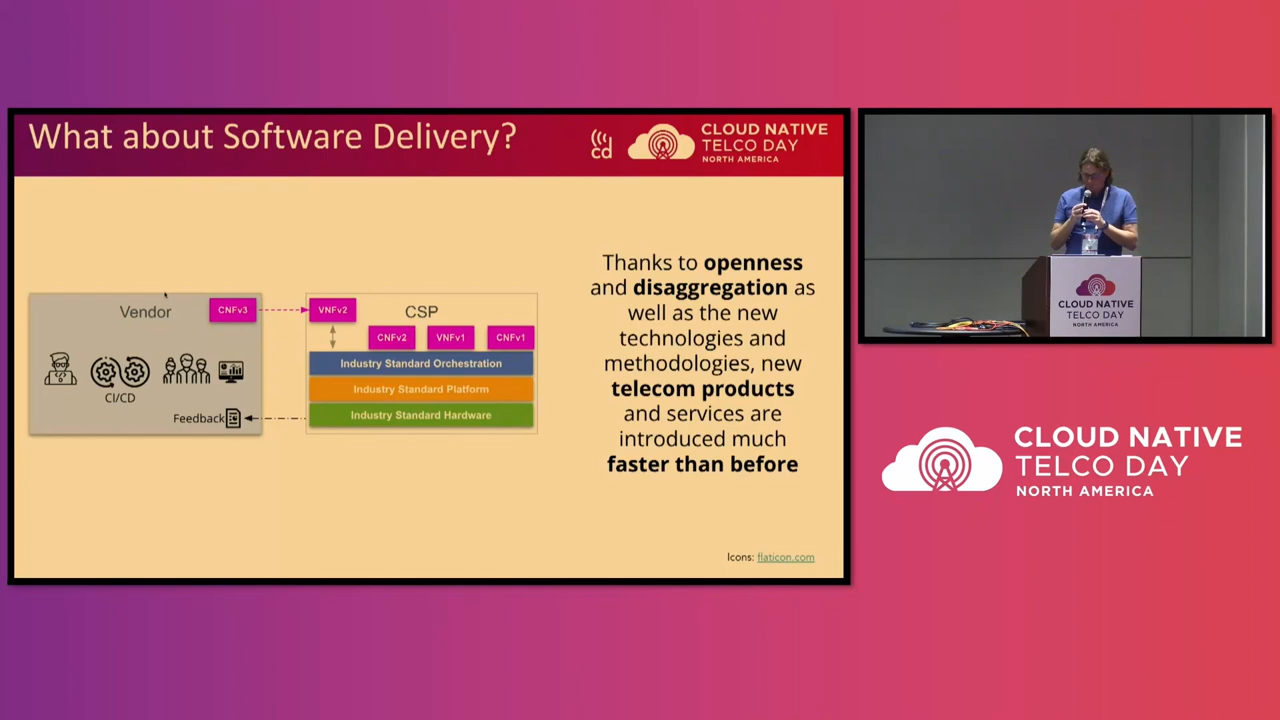 What about Software Delivery?
cd
CLOUD NATIVE
TELCO DAY
NORTH AMERICA
Vendor
CNFv3
VNFv2
CSP
CNFv2
VNFv1
CNFv1
Industry Standard Orchestration
Industry Standard Platform
Industry Standard Hardware
CI/CD
Feedback
Thanks to openness
and disaggregation as
well as the new
technologies and
methodologies, new
telecom products
and services are
introduced much
faster than before
Icons: flaticon.com
CLOUD NATIVE
TELCO DAY
NORTH AMERICA
CLOUD NATIVE
TELCO DAY
NORTH AMERICA